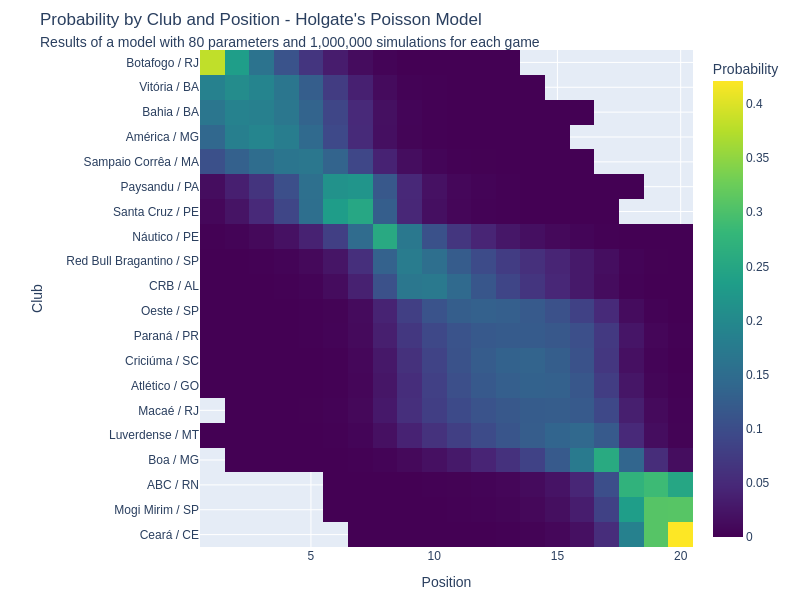 Probability by Club and Position - Holgate's Poisson Model
Results of a model with 80 parameters and 1,000,000 simulations for each game
Probability
Club
Botafogo / RJ
Vitória / BA
Bahia / BA
América / MG
Sampaio Corrêa / MA
Paysandu / PA
Santa Cruz / PE
Náutico / PE
Red Bull Bragantino / SP
CRB / AL
Oeste / SP
Paraná / PR
Criciúma / SC
Atlético / GO
Macaé / RJ
Luverdense / MT
Boa / MG
ABC / RN
Mogi Mirim / SP
Ceará / CE
0.4
0.35
0.3
0.25
0.2
0.15
0.1
0.05
0
5 10 15 20
Position